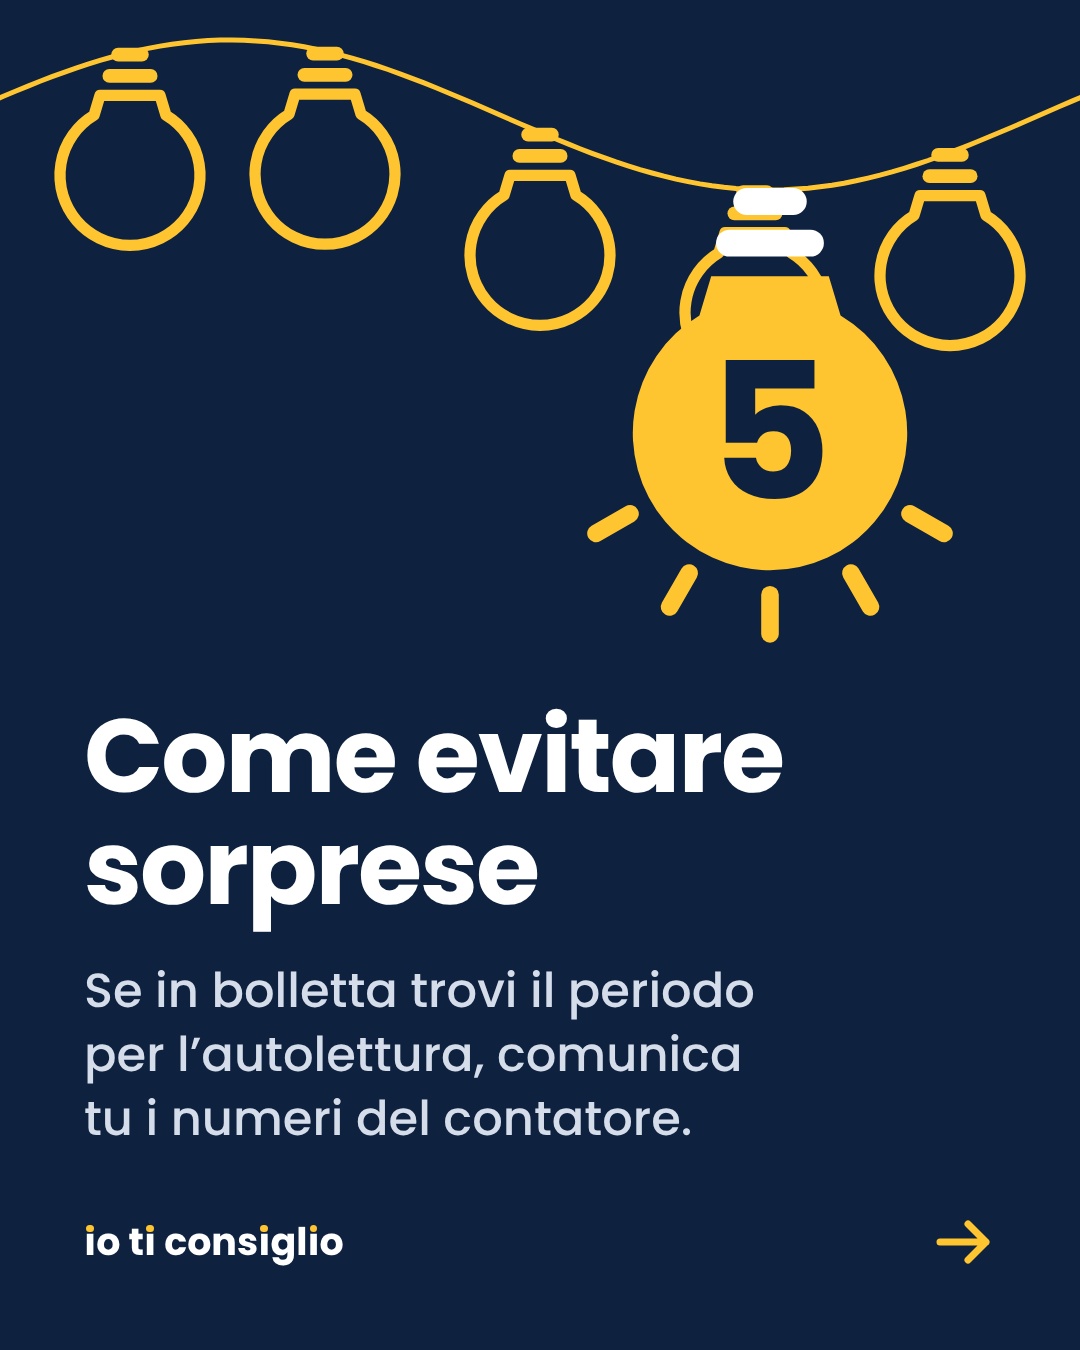 5
Come evitare
sorprese
Se in bolletta trovi il periodo
per l’autolettura, comunica
tu i numeri del contatore.
io ti consiglio